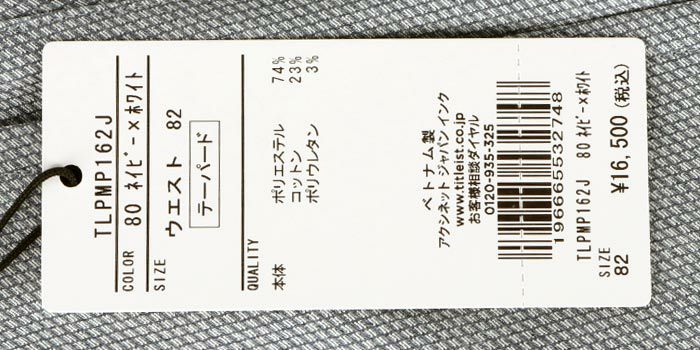 TLPMP162J
COLOR 80 ﾈｲﾋﾞｰ×ﾎﾜｲﾄ
SIZE ウエスト 82
テーパード
QUALITY
本体 ポリエステル 74%
コットン 23%
ポリウレタン 3%
ベトナム製
アクシネット ジャパン インク
www.titleist.co.jp
お客様相談ダイヤル
0120-935-325
196665532748
TLPMP162J 80 ﾈｲﾋﾞｰ×ﾎﾜｲﾄ
SIZE
82 ¥16,500(税込)